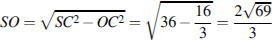 SO = √(SC² − OC²) = √(36 − 16/3) = 2√69/3